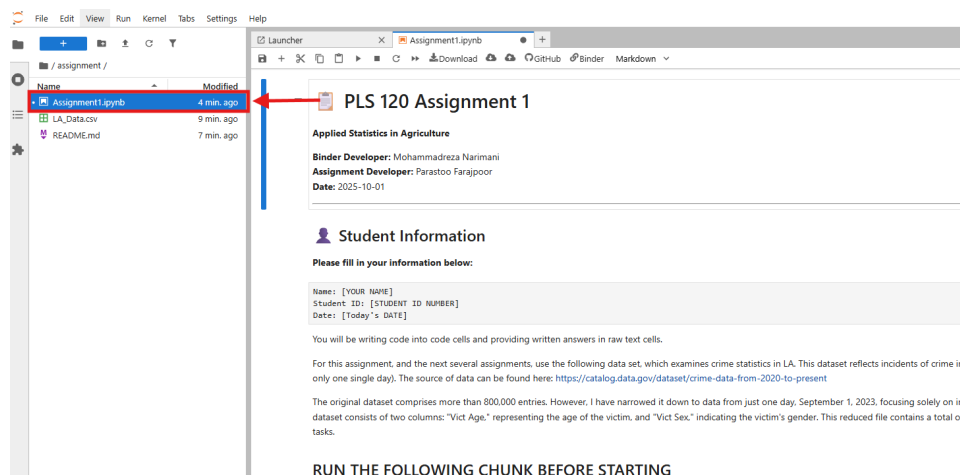 File Edit View Run Kernel Tabs Settings Help
Launcher
Assignment1.ipynb
Download GitHub Binder Markdown
/ assignment /
Name Modified
Assignment1.ipynb 4 min. ago
LA_Data.csv 9 min. ago
README.md 7 min. ago
PLS 120 Assignment 1
Applied Statistics in Agriculture
Binder Developer: Mohammadreza Narimani
Assignment Developer: Parastoo Farajpoor
Date: 2025-10-01
Student Information
Please fill in your information below:
Name: [YOUR NAME]
Student ID: [STUDENT ID NUMBER]
Date: [Today's DATE]
You will be writing code into code cells and providing written answers in raw text cells.
For this assignment, and the next several assignments, use the following data set, which examines crime statistics in LA. This dataset reflects incidents of crime i
only one single day). The source of data can be found here: https://catalog.data.gov/dataset/crime-data-from-2020-to-present
The original dataset comprises more than 800,000 entries. However, I have narrowed it down to data from just one day, September 1, 2023, focusing solely on i
dataset consists of two columns: "Vict Age," representing the age of the victim, and "Vict Sex," indicating the victim's gender. This reduced file contains a total o
tasks.
RUN THE FOLLOWING CHUNK BEFORE STARTING